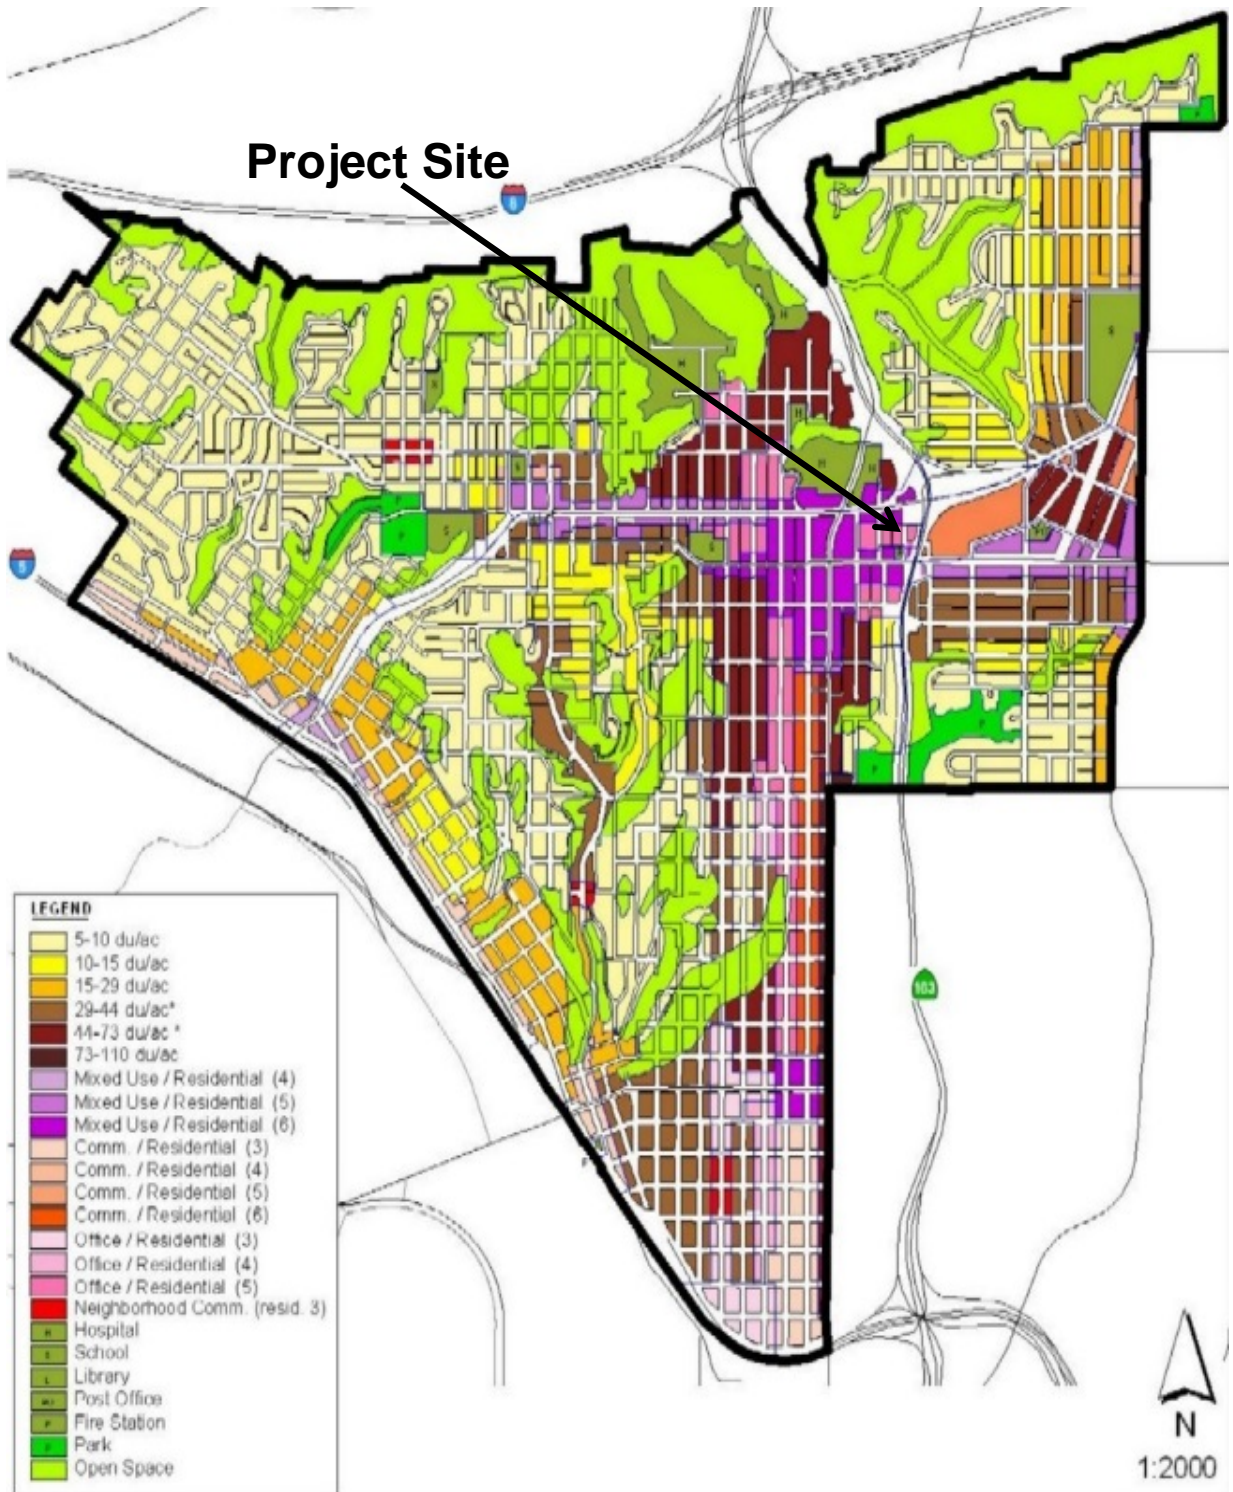 Project Site
8
5
163
LEGEND
5-10 du/ac
10-15 du/ac
15-29 du/ac
29-44 du/ac*
44-73 du/ac *
73-110 du/ac
Mixed Use / Residential (4)
Mixed Use / Residential (5)
Mixed Use / Residential (6)
Comm. / Residential (3)
Comm. / Residential (4)
Comm. / Residential (5)
Comm. / Residential (6)
Office / Residential (3)
Office / Residential (4)
Office / Residential (5)
Neighborhood Comm. (resid. 3)
H Hospital
S School
L Library
Post Office
F Fire Station
Park
Open Space
N
1:2000